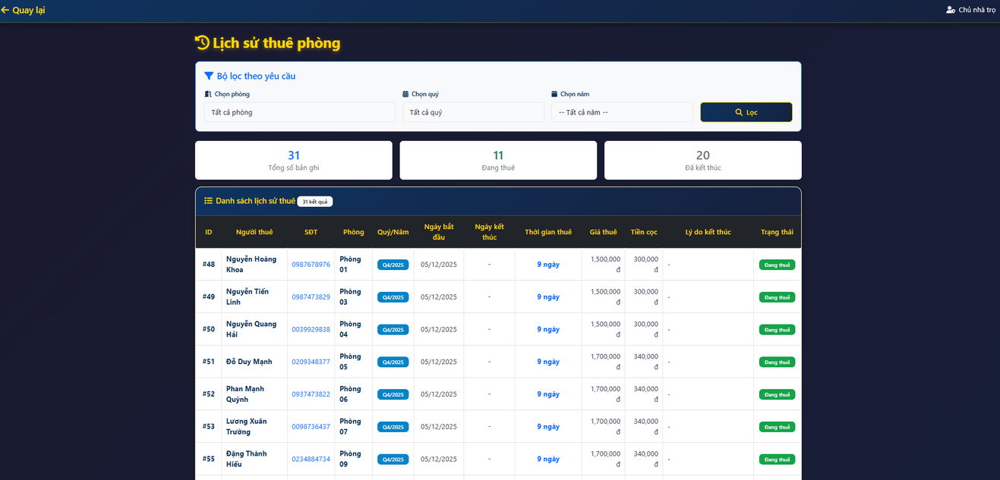 Quay lại
Chủ nhà trọ
Lịch sử thuê phòng
Bộ lọc theo yêu cầu
Chọn phòng
Chọn quý
Chọn năm
Tất cả phòng
Tất cả quý
-- Tất cả năm --
Lọc
31
Tổng số bản ghi
11
Đang thuê
20
Đã kết thúc
Danh sách lịch sử thuê 31 kết quả
ID Người thuê SĐT Phòng Quý/Năm Ngày bắt đầu Ngày kết thúc Thời gian thuê Giá thuê Tiền cọc Lý do kết thúc Trạng thái
#48 Nguyễn Hoàng Khoa 0987678976 Phòng 01 Q4/2025 05/12/2025 - 9 ngày 1,500,000 đ 300,000 đ - Đang thuê
#49 Nguyễn Tiến Linh 0987473829 Phòng 03 Q4/2025 05/12/2025 - 9 ngày 1,500,000 đ 300,000 đ - Đang thuê
#50 Nguyễn Quang Hải 0039929838 Phòng 04 Q4/2025 05/12/2025 - 9 ngày 1,500,000 đ 300,000 đ - Đang thuê
#51 Đỗ Duy Mạnh 0209348377 Phòng 05 Q4/2025 05/12/2025 - 9 ngày 1,700,000 đ 340,000 đ - Đang thuê
#52 Phan Mạnh Quỳnh 0937473822 Phòng 06 Q4/2025 05/12/2025 - 9 ngày 1,700,000 đ 340,000 đ - Đang thuê
#53 Lương Xuân Trường 0098736437 Phòng 07 Q4/2025 05/12/2025 - 9 ngày 1,700,000 đ 340,000 đ - Đang thuê
#55 Đặng Thành Hiếu 0234884734 Phòng 09 Q4/2025 05/12/2025 - 9 ngày 1,700,000 đ 340,000 đ - Đang thuê